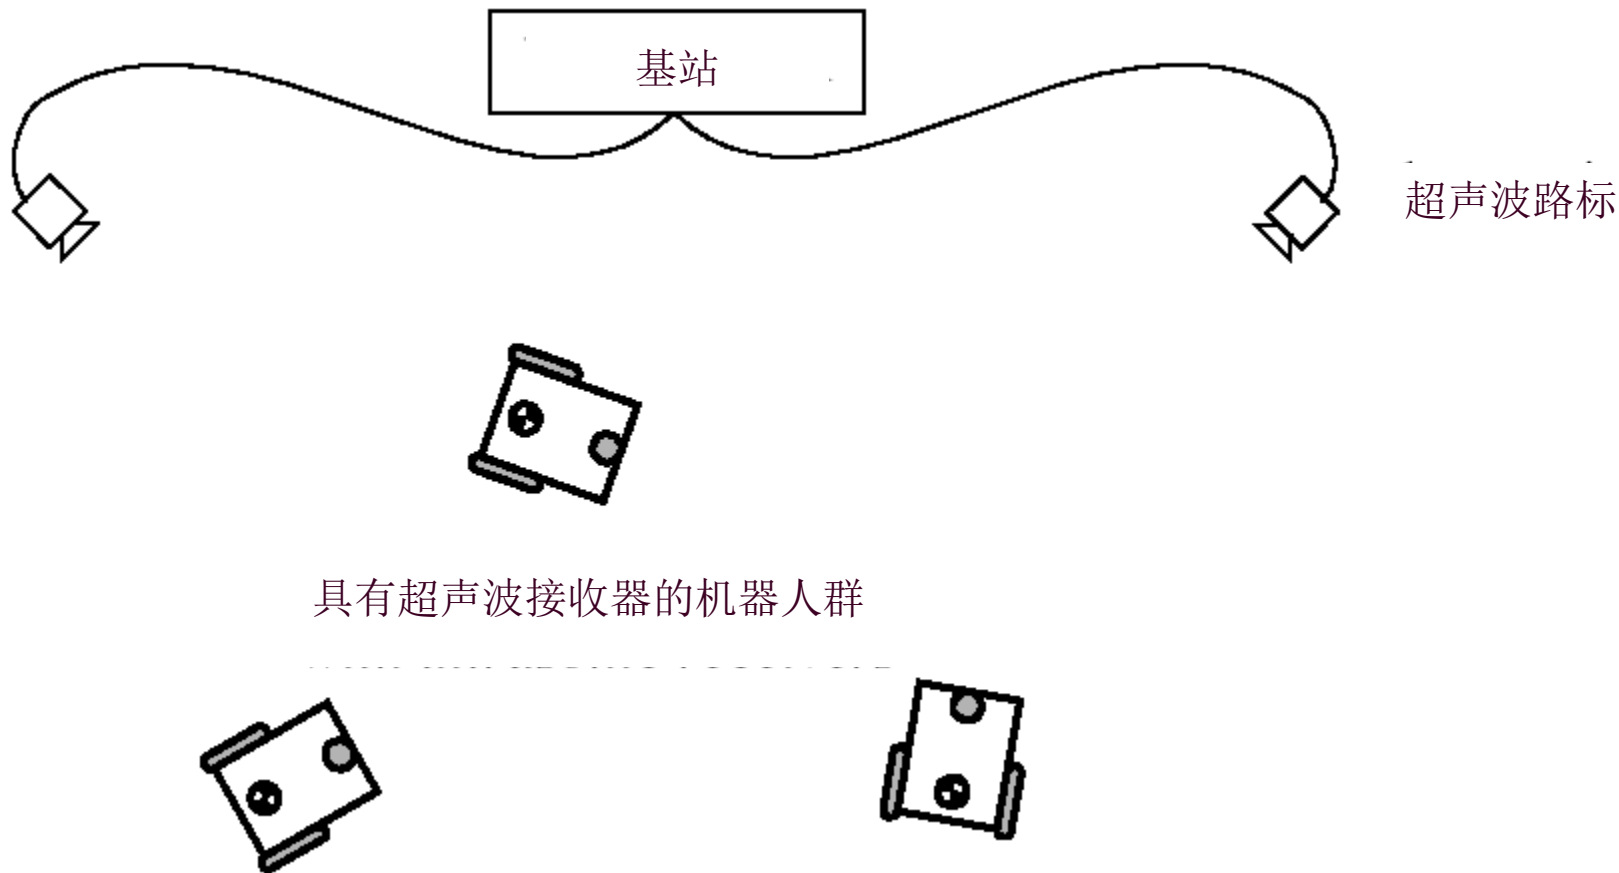 基站
超声波路标
具有超声波接收器的机器人群